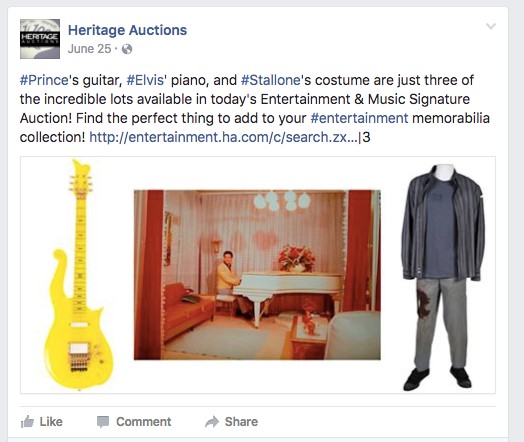 HERITAGE
Heritage Auctions
June 25 ·
#Prince's guitar, #Elvis' piano, and #Stallone's costume are just three of
the incredible lots available in today's Entertainment & Music Signature
Auction! Find the perfect thing to add to your #entertainment memorabilia
collection! http://entertainment.ha.com/c/search.zx...|3
Like Comment Share